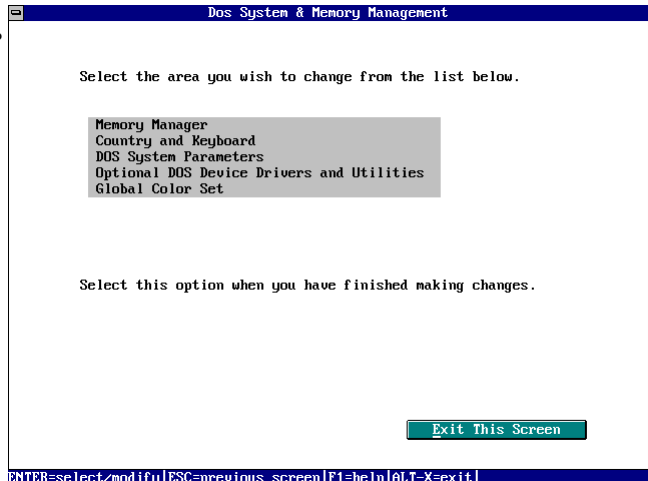 Dos System & Memory Management
Select the area you wish to change from the list below.
Memory Manager
Country and Keyboard
DOS System Parameters
Optional DOS Device Drivers and Utilities
Global Color Set
Select this option when you have finished making changes.
Exit This Screen
ENTER=select/modify|ESC=previous screen|F1=help|ALT-X=exit|